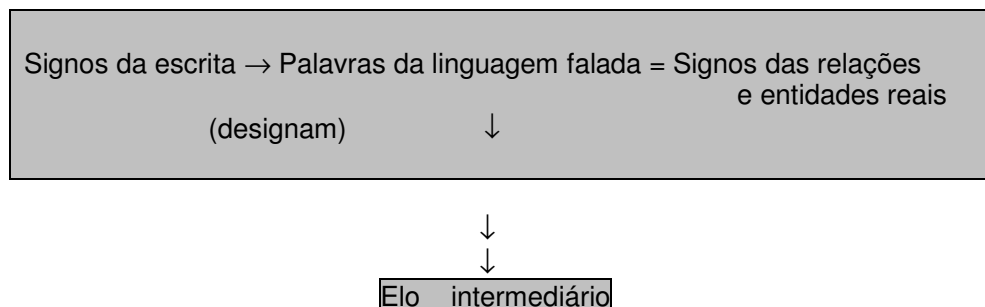 Signos da escrita → Palavras da linguagem falada = Signos das relações
e entidades reais
(designam) ↓
↓
↓
Elo intermediário